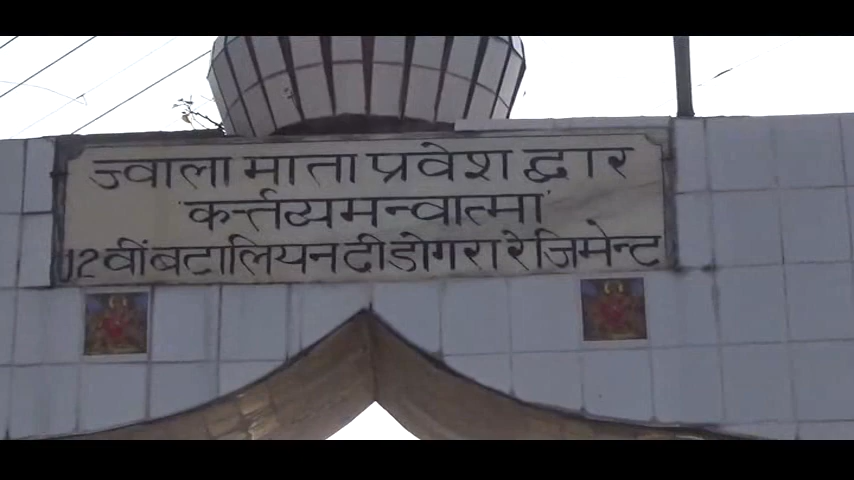 ज्वाला माता प्रवेश द्वार
कर्त्तव्यमन्वात्मा
12वीं बटालियन दी डोगरा रेजिमेन्ट